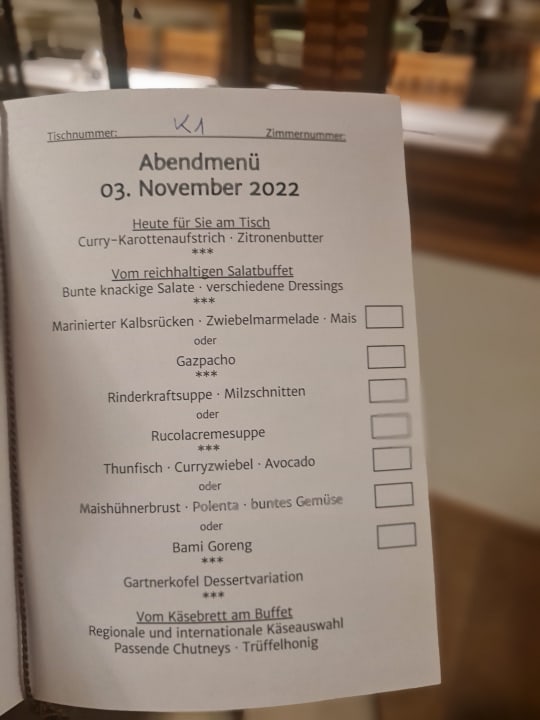 Tischnummer: K1 Zimmernummer:
Abendmenü
03. November 2022
Heute für Sie am Tisch
Curry-Karottenaufstrich · Zitronenbutter
***
Vom reichhaltigen Salatbuffet
Bunte knackige Salate · verschiedene Dressings
***
Marinierter Kalbsrücken · Zwiebelmarmelade · Mais
oder
Gazpacho
***
Rinderkraftsuppe · Milzschnitten
oder
Rucolacremesuppe
***
Thunfisch · Curryzwiebel · Avocado
oder
Maishühnerbrust · Polenta · buntes Gemüse
oder
Bami Goreng
***
Gartnerkofel Dessertvariation
***
Vom Käsebrett am Buffet
Regionale und internationale Käseauswahl
Passende Chutneys · Trüffelhonig